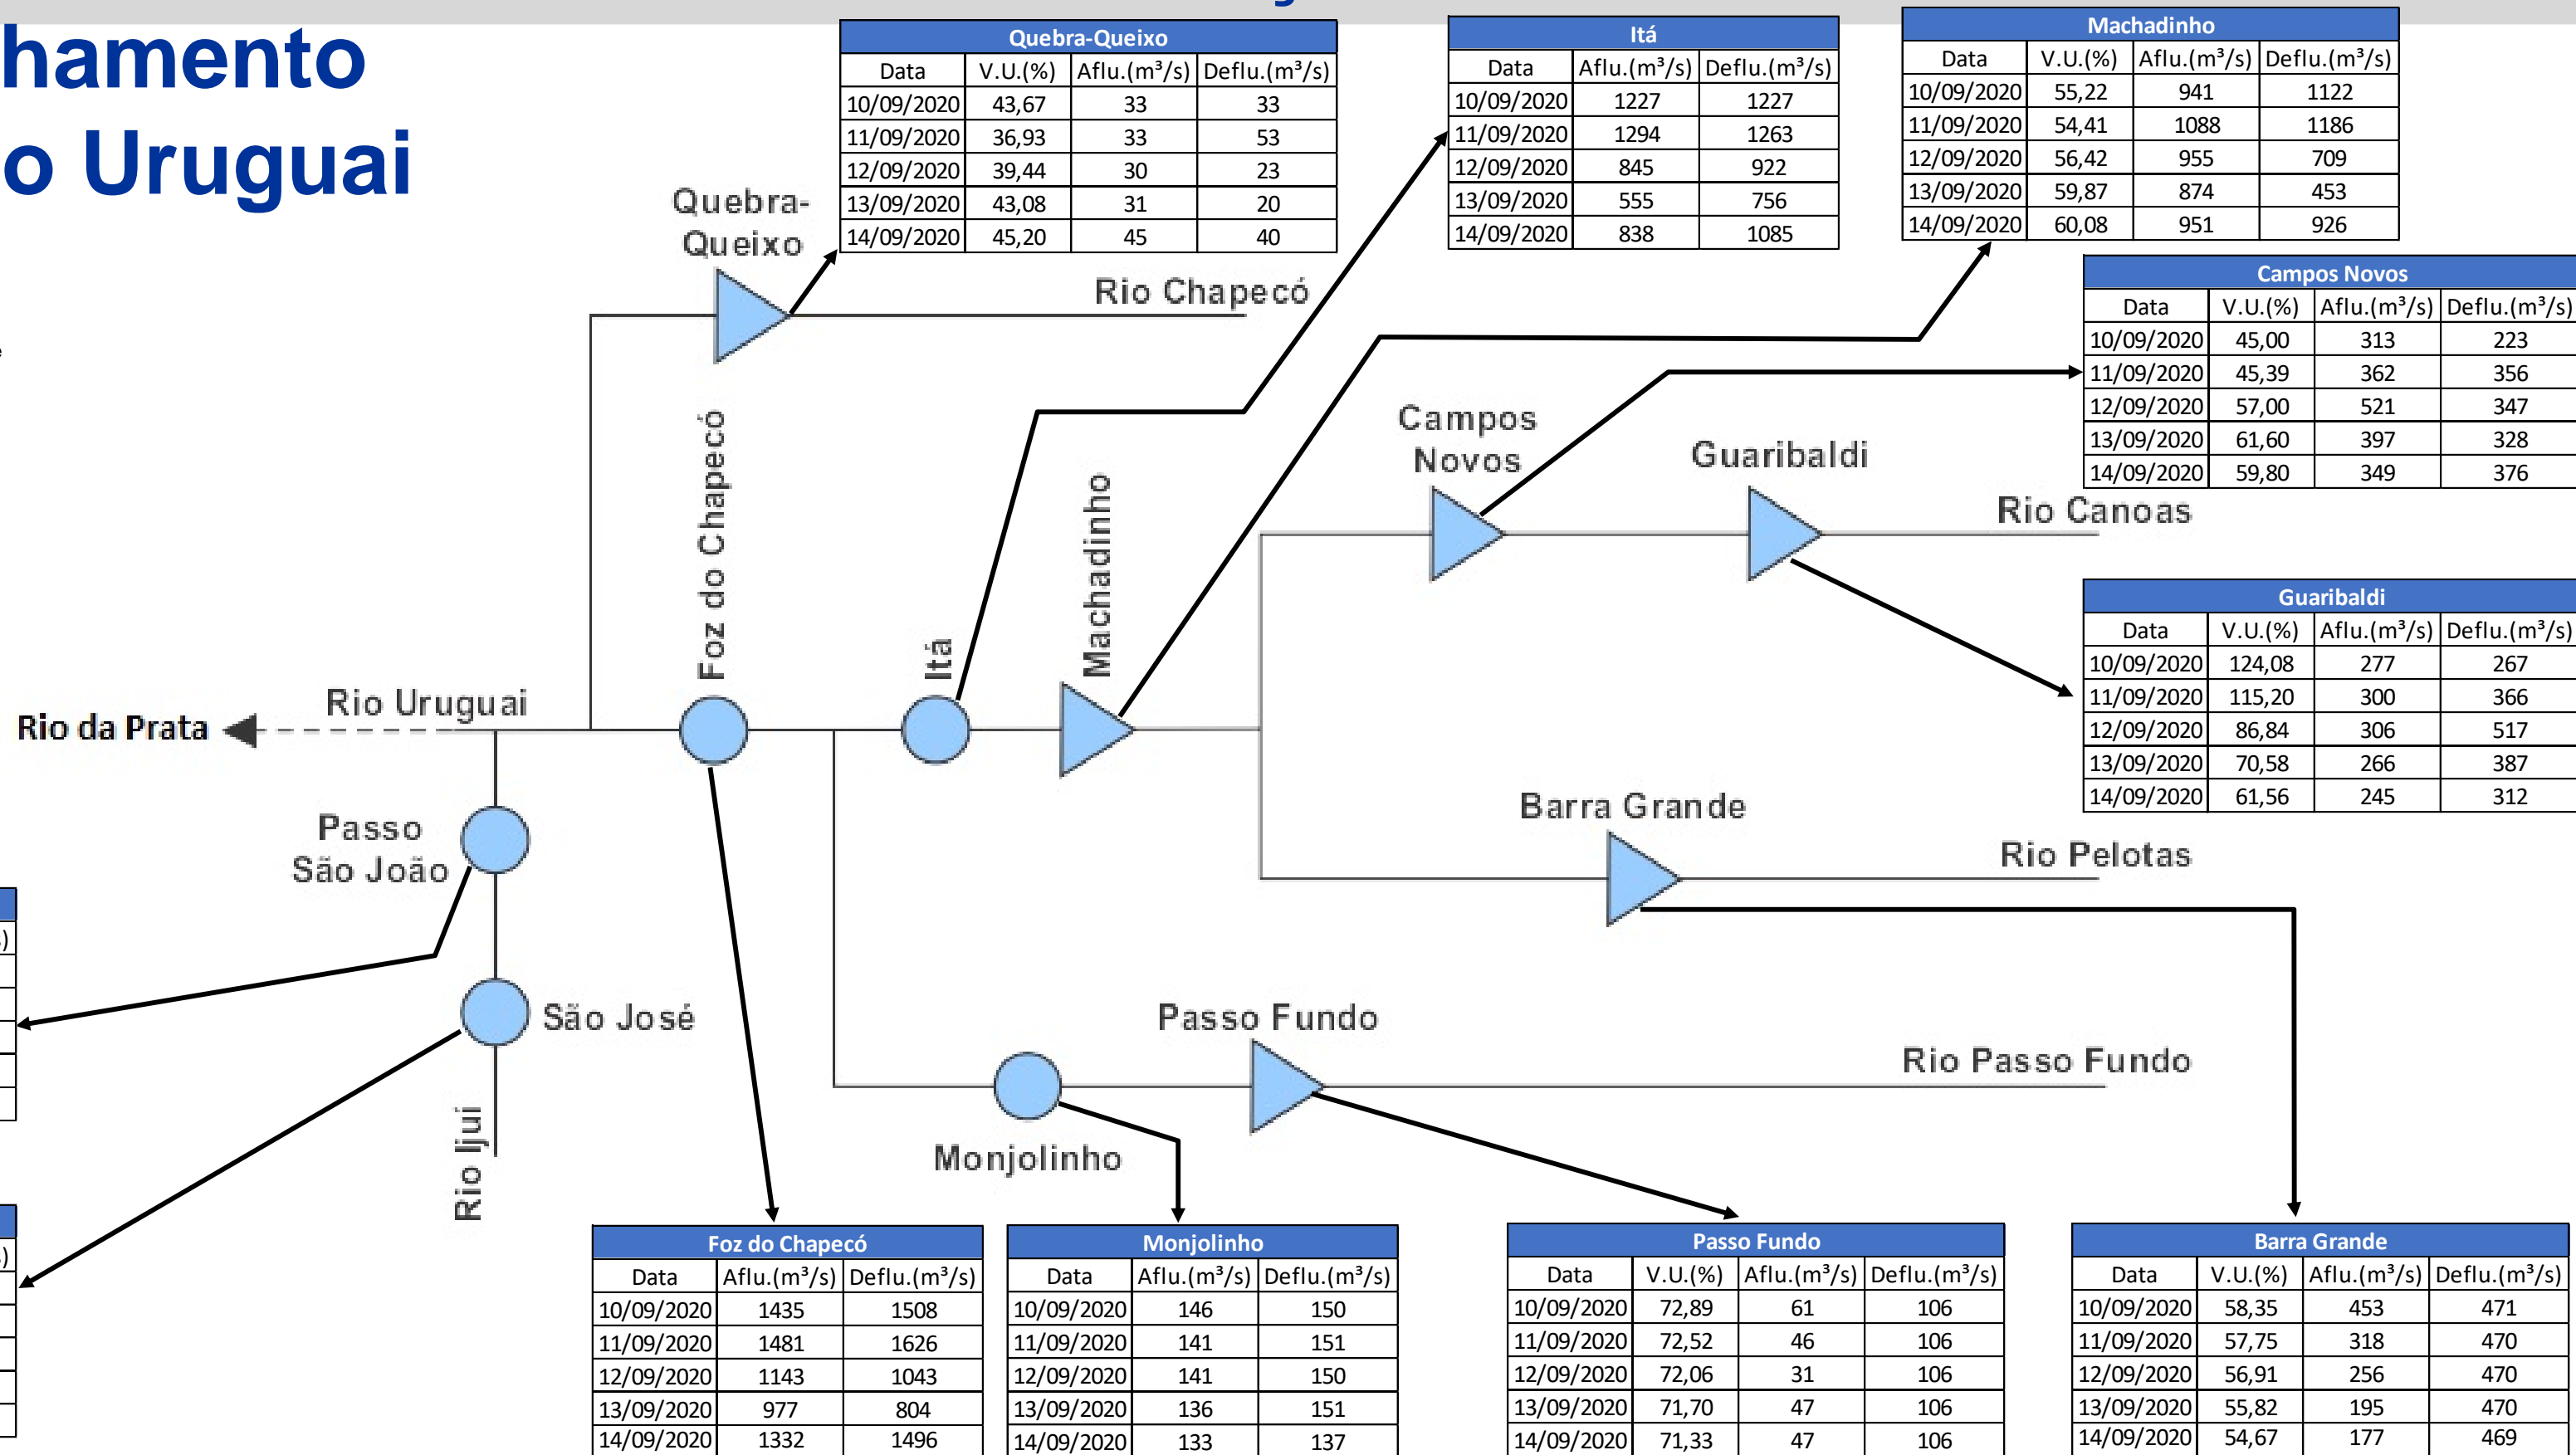 hamento
o Uruguai
Quebra-Queixo
Data V.U.(%) Aflu.(m³/s) Deflu.(m³/s)
10/09/2020 43,67 33 33
11/09/2020 36,93 33 53
12/09/2020 39,44 30 23
13/09/2020 43,08 31 20
14/09/2020 45,20 45 40
Itá
Data Aflu.(m³/s) Deflu.(m³/s)
10/09/2020 1227 1227
11/09/2020 1294 1263
12/09/2020 845 922
13/09/2020 555 756
14/09/2020 838 1085
Machadinho
Data V.U.(%) Aflu.(m³/s) Deflu.(m³/s)
10/09/2020 55,22 941 1122
11/09/2020 54,41 1088 1186
12/09/2020 56,42 955 709
13/09/2020 59,87 874 453
14/09/2020 60,08 951 926
Campos Novos
Data V.U.(%) Aflu.(m³/s) Deflu.(m³/s)
10/09/2020 45,00 313 223
11/09/2020 45,39 362 356
12/09/2020 57,00 521 347
13/09/2020 61,60 397 328
14/09/2020 59,80 349 376
Guaribaldi
Data V.U.(%) Aflu.(m³/s) Deflu.(m³/s)
10/09/2020 124,08 277 267
11/09/2020 115,20 300 366
12/09/2020 86,84 306 517
13/09/2020 70,58 266 387
14/09/2020 61,56 245 312
Quebra-
Queixo
Rio Chapecó
Foz do Chapecó
Itá
Machadinho
Campos
Novos
Guaribaldi
Rio Canoas
Rio da Prata
Rio Uruguai
Barra Grande
Rio Pelotas
Passo
São João
São José
Rio Ijui
Passo Fundo
Rio Passo Fundo
Monjolinho
Foz do Chapecó
Data Aflu.(m³/s) Deflu.(m³/s)
10/09/2020 1435 1508
11/09/2020 1481 1626
12/09/2020 1143 1043
13/09/2020 977 804
14/09/2020 1332 1496
Monjolinho
Data Aflu.(m³/s) Deflu.(m³/s)
10/09/2020 146 150
11/09/2020 141 151
12/09/2020 141 150
13/09/2020 136 151
14/09/2020 133 137
Passo Fundo
Data V.U.(%) Aflu.(m³/s) Deflu.(m³/s)
10/09/2020 72,89 61 106
11/09/2020 72,52 46 106
12/09/2020 72,06 31 106
13/09/2020 71,70 47 106
14/09/2020 71,33 47 106
Barra Grande
Data V.U.(%) Aflu.(m³/s) Deflu.(m³/s)
10/09/2020 58,35 453 471
11/09/2020 57,75 318 470
12/09/2020 56,91 256 470
13/09/2020 55,82 195 470
14/09/2020 54,67 177 469